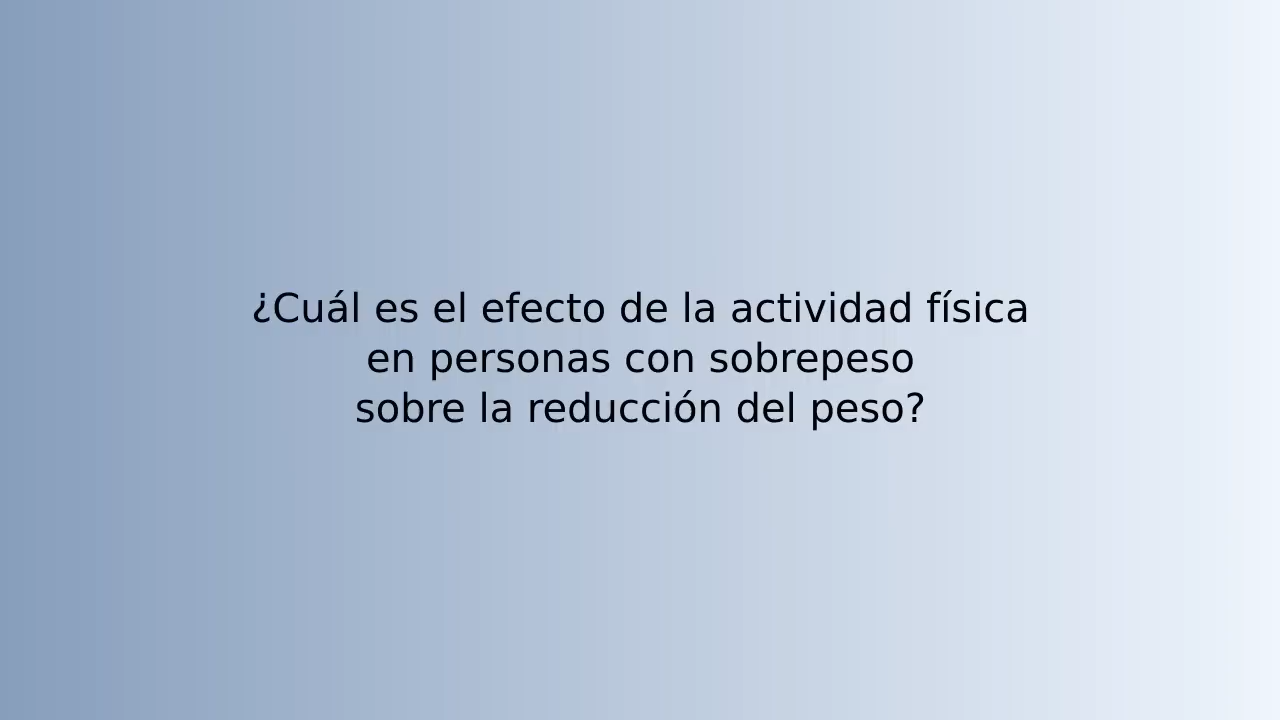 ¿Cuál es el efecto de la actividad física
en personas con sobrepeso
sobre la reducción del peso?